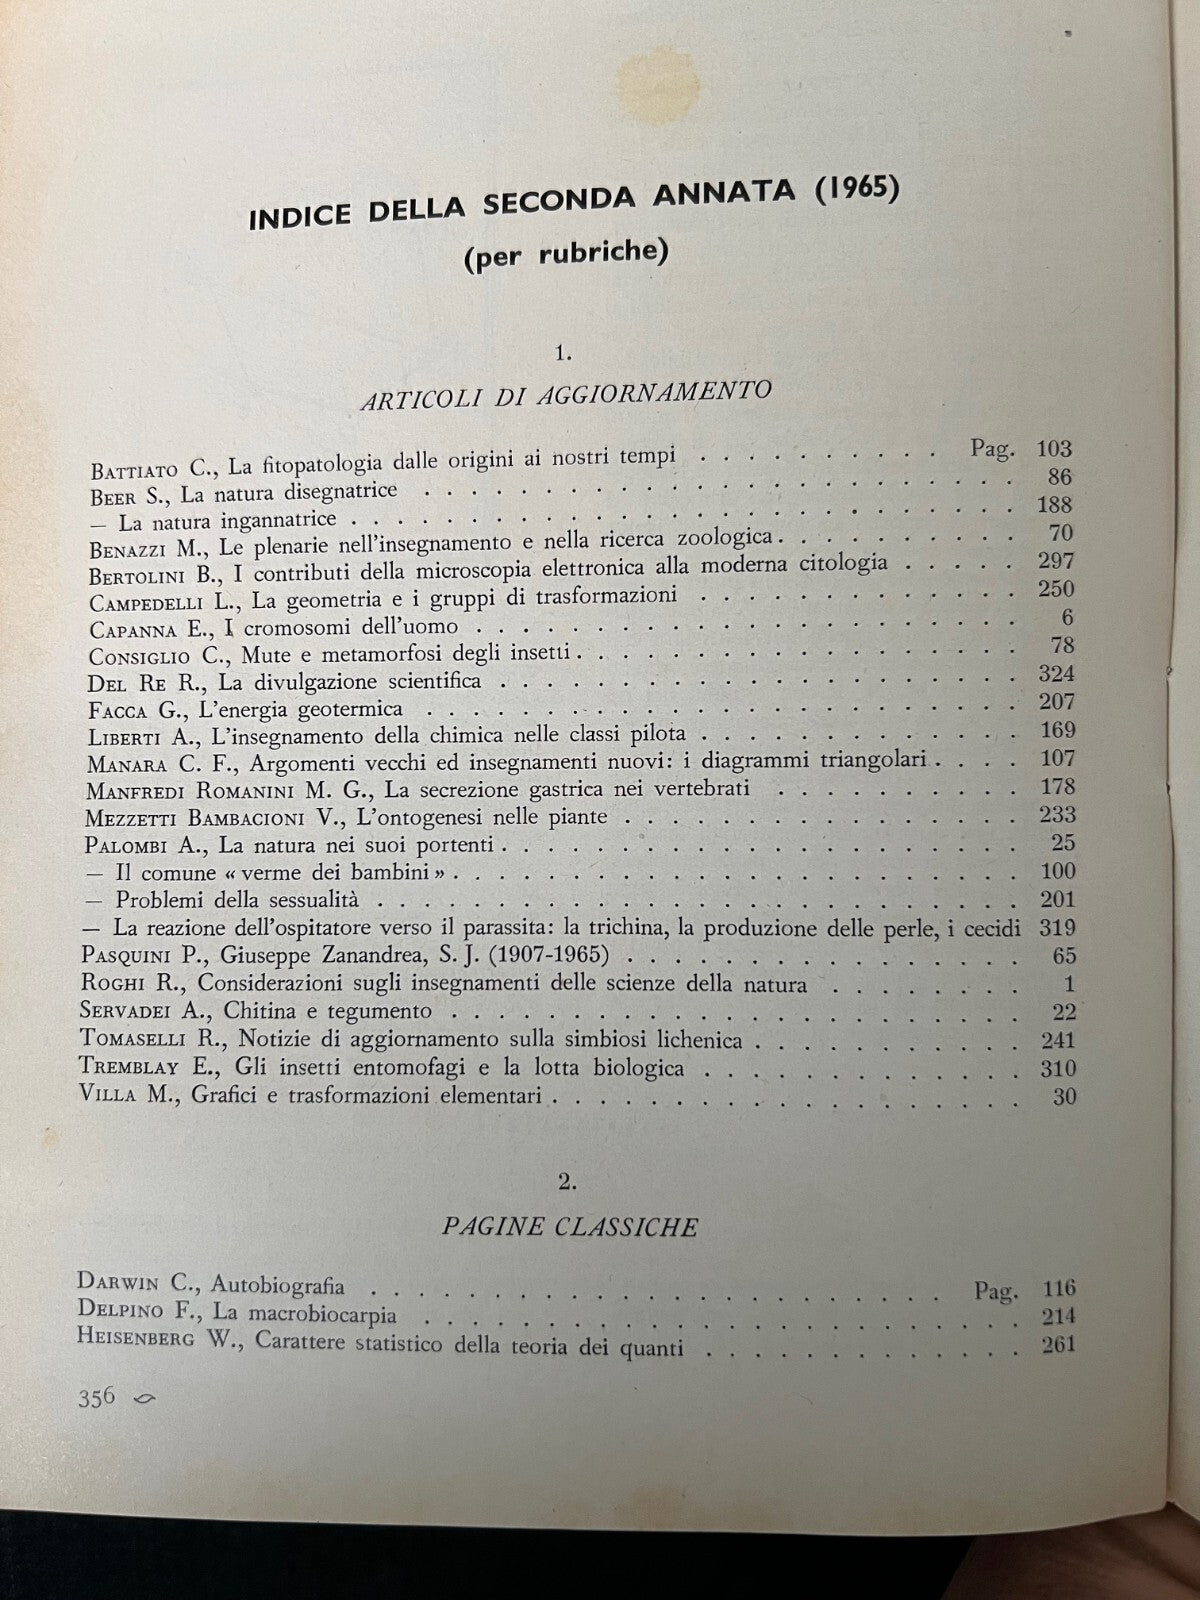 INDICE DELLA SECONDA ANNATA (1965)
(per rubriche)
1.
ARTICOLI DI AGGIORNAMENTO
BATTIATO C., La fitopatologia dalle origini ai nostri tempi . . . . . . . . . . Pag. 103
BEER S., La natura disegnatrice . . . . . . . . . . . . . . . . . . . . 86
— La natura ingannatrice . . . . . . . . . . . . . . . . . . . . . . 188
BENAZZI M., Le plenarie nell'insegnamento e nella ricerca zoologica . . . . . . . . 70
BERTOLINI B., I contributi della microscopia elettronica alla moderna citologia . . . . . 297
CAMPEDELLI L., La geometria e i gruppi di trasformazioni . . . . . . . . . . . . . 250
CAPANNA E., I cromosomi dell'uomo . . . . . . . . . . . . . . . . . . . 6
CONSIGLIO C., Mute e metamorfosi degli insetti . . . . . . . . . . . . . . . . 78
DEL RE R., La divulgazione scientifica . . . . . . . . . . . . . . . . . . 324
FACCA G., L'energia geotermica . . . . . . . . . . . . . . . . . . . . 207
LIBERTI A., L'insegnamento della chimica nelle classi pilota . . . . . . . . . . . . . 169
MANARA C. F., Argomenti vecchi ed insegnamenti nuovi: i diagrammi triangolari . . . . 107
MANFREDI ROMANINI M. G., La secrezione gastrica nei vertebrati . . . . . . . . . . 178
MEZZETTI BAMBACIONI V., L'ontogenesi nelle piante . . . . . . . . . . . . . . . 233
PALOMBI A., La natura nei suoi portenti . . . . . . . . . . . . . . . . . . 25
— Il comune « verme dei bambini » . . . . . . . . . . . . . . . . . . . 100
— Problemi della sessualità . . . . . . . . . . . . . . . . . . . . . 201
— La reazione dell'ospitatore verso il parassita: la trichina, la produzione delle perle, i cecidi 319
PASQUINI P., Giuseppe Zanandrea, S. J. (1907-1965) . . . . . . . . . . . . . . 65
ROGHI R., Considerazioni sugli insegnamenti delle scienze della natura . . . . . . . . 1
SERVADEI A., Chitina e tegumento . . . . . . . . . . . . . . . . . . . 22
TOMASELLI R., Notizie di aggiornamento sulla simbiosi lichenica . . . . . . . . . . . 241
TREMBLAY E., Gli insetti entomofagi e la lotta biologica . . . . . . . . . . . . . 310
VILLA M., Grafici e trasformazioni elementari . . . . . . . . . . . . . . . . 30
2.
PAGINE CLASSICHE
DARWIN C., Autobiografia . . . . . . . . . . . . . . . . . . . Pag. 116
DELPINO F., La macrobiocarpia . . . . . . . . . . . . . . . . . . . . 214
HEISENBERG W., Carattere statistico della teoria dei quanti . . . . . . . . . . . . . 261
356